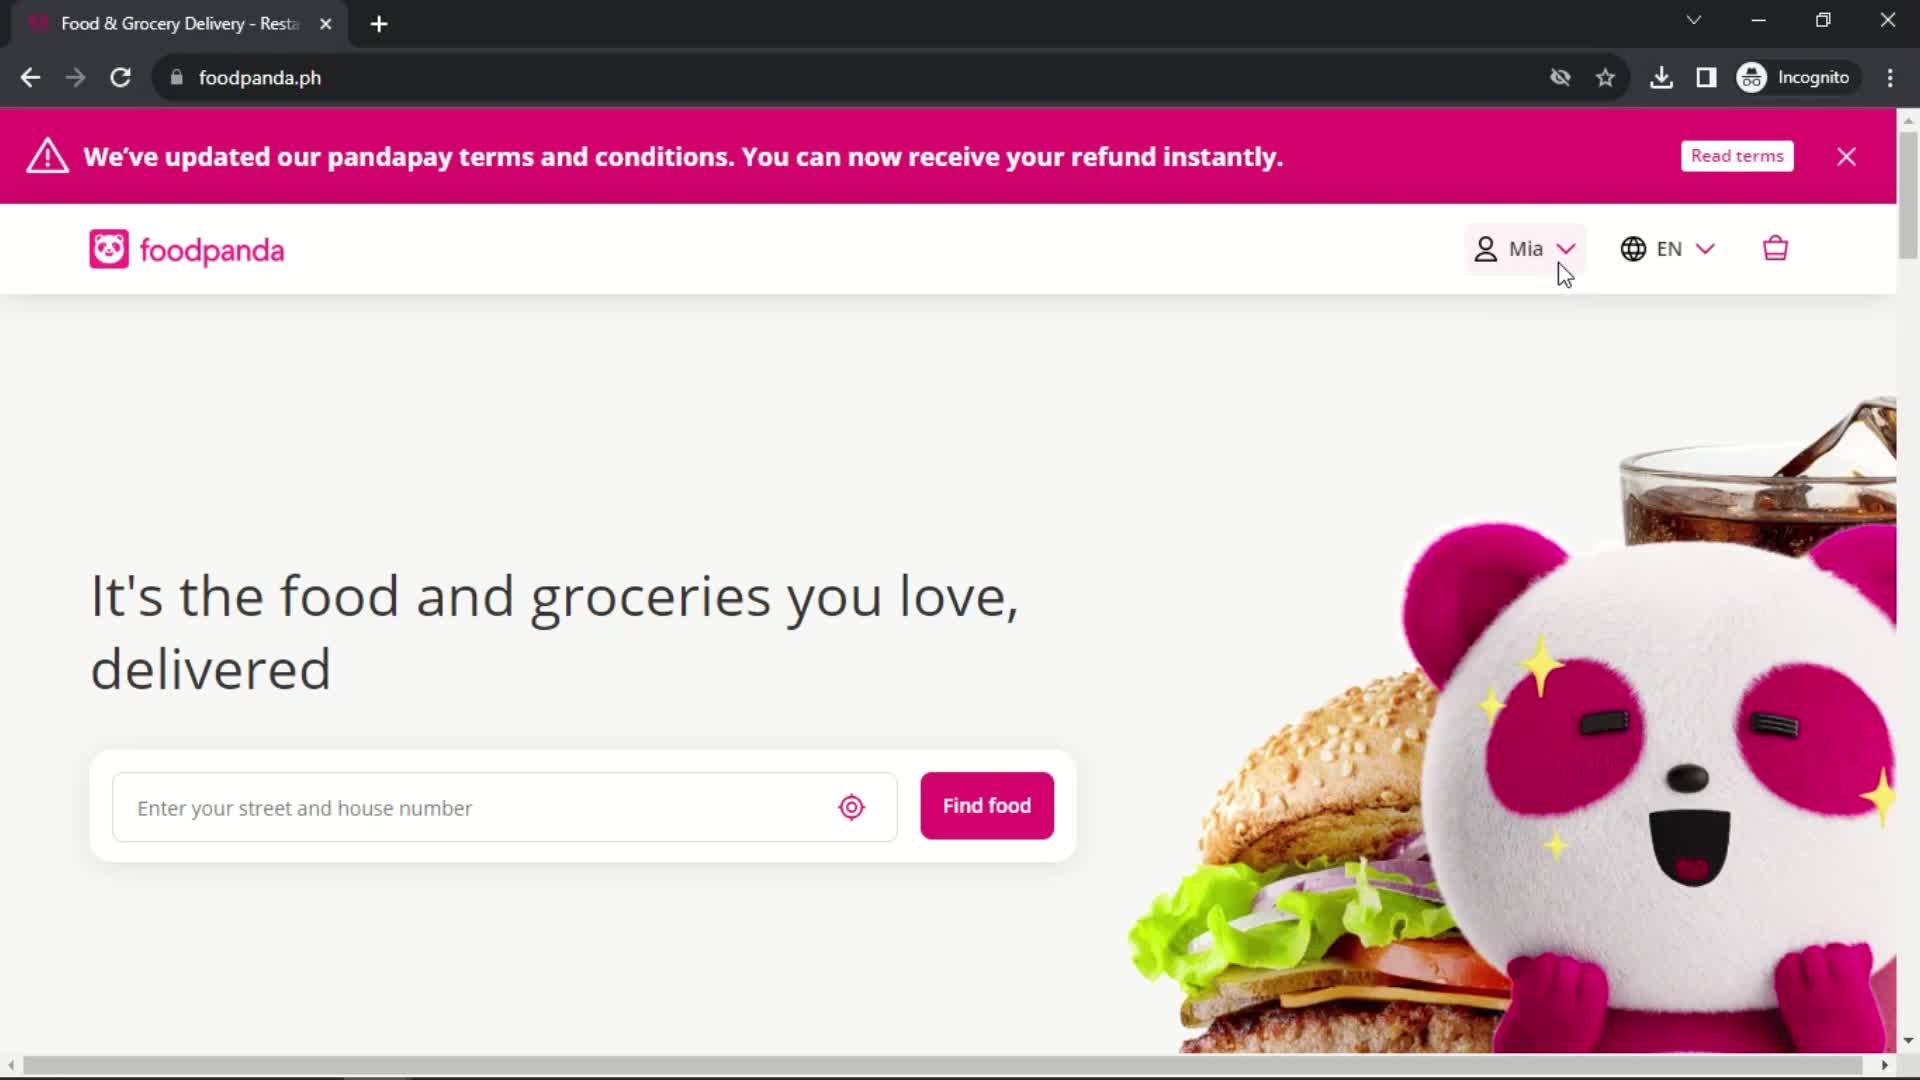 Food & Grocery Delivery - Resta
foodpanda.ph
Incognito
We've updated our pandapay terms and conditions. You can now receive your refund instantly.
Read terms
foodpanda
Mia
EN
It's the food and groceries you love,
delivered
Enter your street and house number
Find food